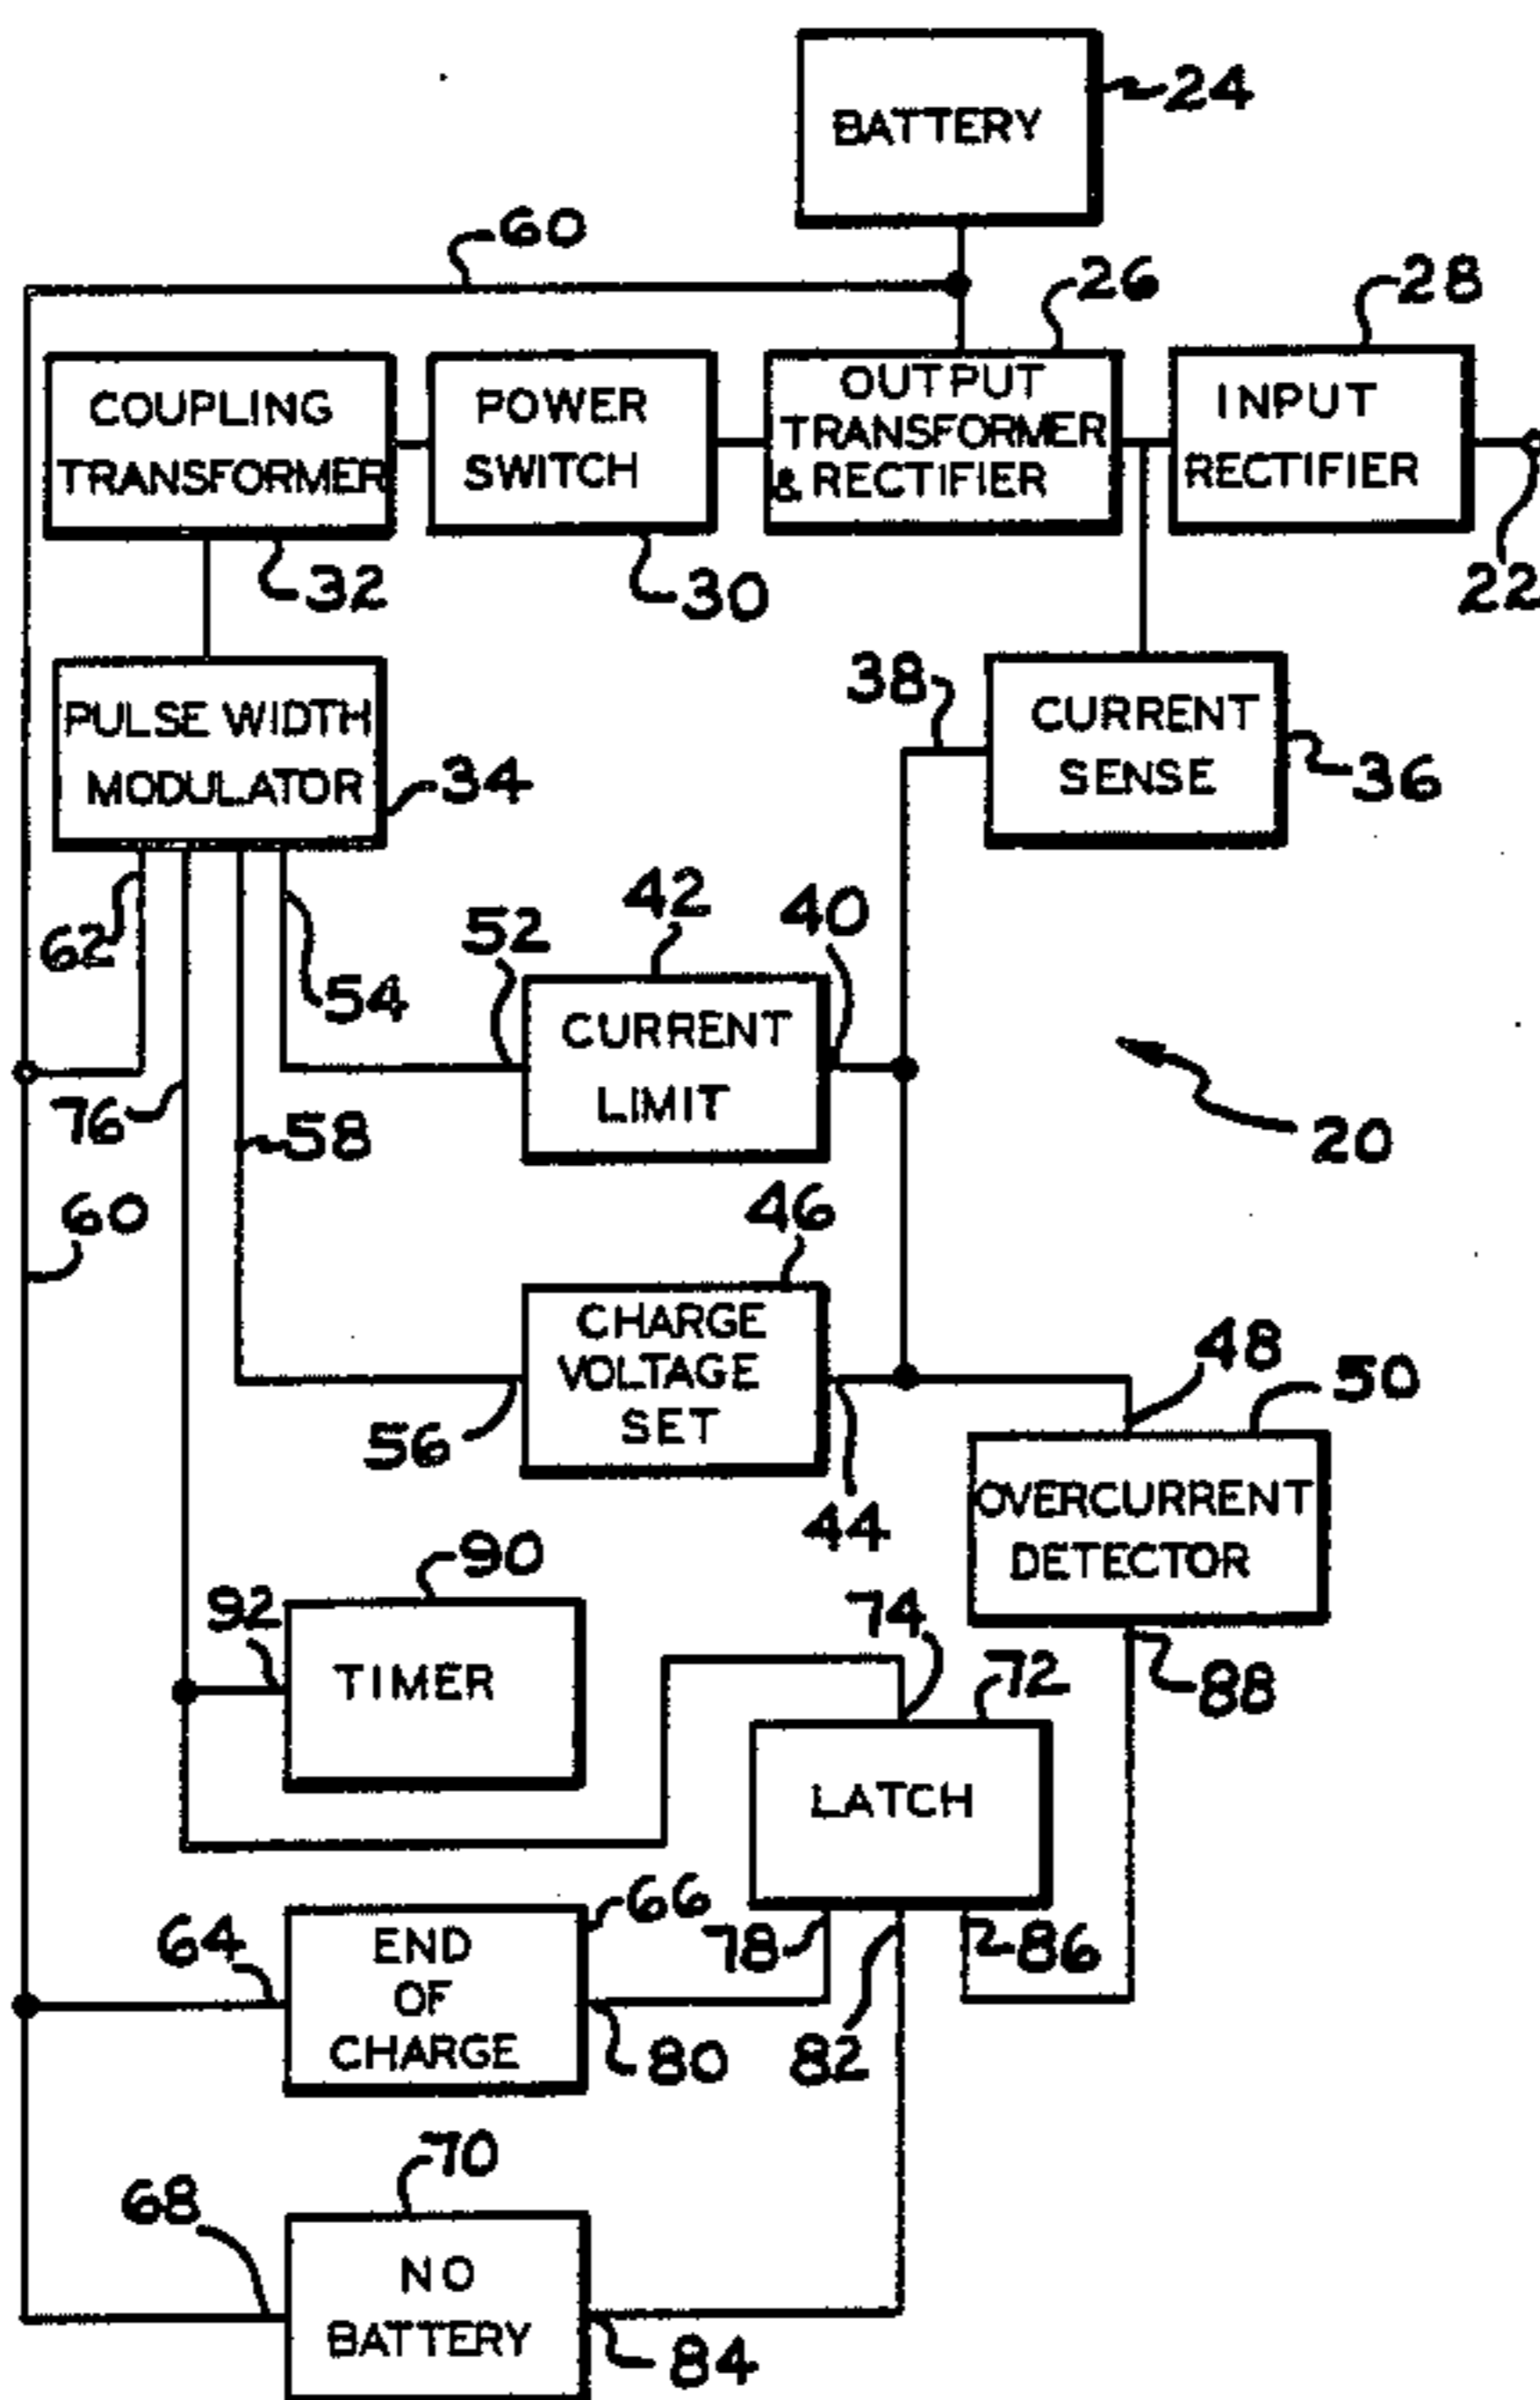 BATTERY
24
60
26
28
COUPLING
TRANSFORMER
POWER
SWITCH
OUTPUT
TRANSFORMER
& RECTIFIER
INPUT
RECTIFIER
32
30
22
38
PULSE WIDTH
MODULATOR
34
CURRENT
SENSE
36
62
54
52
42
40
CURRENT
LIMIT
76
58
20
60
46
CHARGE
VOLTAGE
SET
56
44
48
50
OVERCURRENT
DETECTOR
90
92
TIMER
74
72
88
LATCH
66
64
END
OF
CHARGE
78
86
80
82
70
68
NO
BATTERY
84